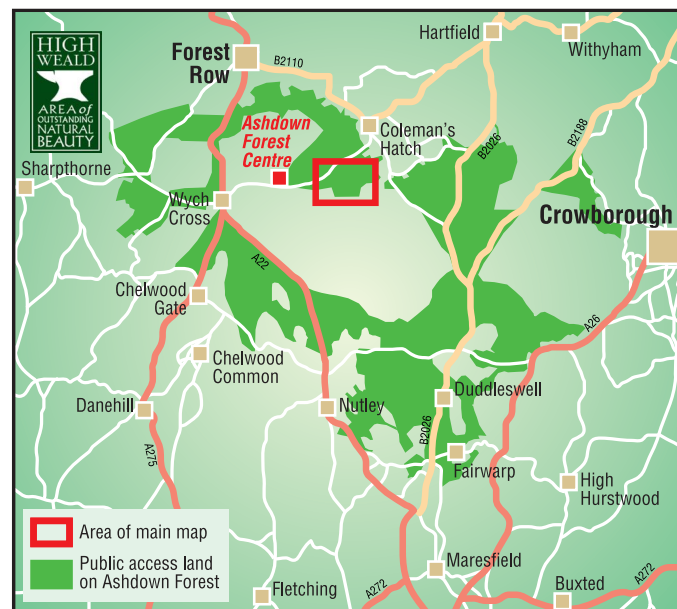 HIGH
WEALD
AREA of
OUTSTANDING
NATURAL
BEAUTY
Hartfield
Withyham
Forest
Row
B2110
B2188
Ashdown
Forest
Centre
Coleman's
Hatch
B2026
Sharpthorne
Wych
Cross
Crowborough
A22
Chelwood
Gate
A26
Chelwood
Common
Danehill
Nutley
Duddleswell
A275
B2026
Fairwarp
High
Hurstwood
Area of main map
Public access land
on Ashdown Forest
Maresfield
Fletching
A272
Buxted
A272